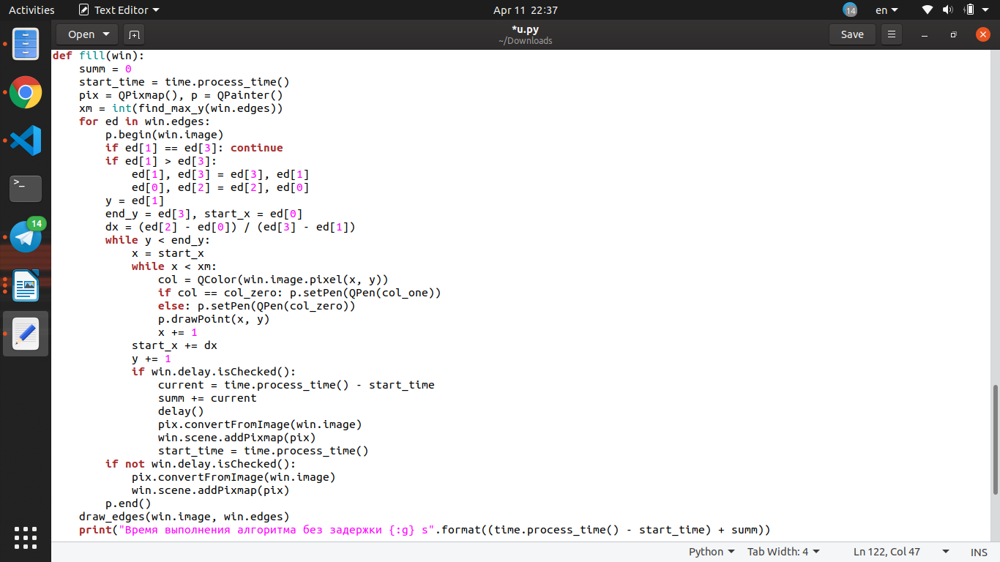 Activities Text Editor Apr 11 22:37 14 en
Open *u.py Save
~/Downloads
def fill(win):
    summ = 0
    start_time = time.process_time()
    pix = QPixmap(), p = QPainter()
    xm = int(find_max_y(win.edges))
    for ed in win.edges:
        p.begin(win.image)
        if ed[1] == ed[3]: continue
        if ed[1] > ed[3]:
            ed[1], ed[3] = ed[3], ed[1]
            ed[0], ed[2] = ed[2], ed[0]
        y = ed[1]
        end_y = ed[3], start_x = ed[0]
        dx = (ed[2] - ed[0]) / (ed[3] - ed[1])
        while y < end_y:
            x = start_x
            while x < xm:
                col = QColor(win.image.pixel(x, y))
                if col == col_zero: p.setPen(QPen(col_one))
                else: p.setPen(QPen(col_zero))
                p.drawPoint(x, y)
                x += 1
            start_x += dx
            y += 1
            if win.delay.isChecked():
                current = time.process_time() - start_time
                summ += current
                delay()
                pix.convertFromImage(win.image)
                win.scene.addPixmap(pix)
                start_time = time.process_time()
        if not win.delay.isChecked():
            pix.convertFromImage(win.image)
            win.scene.addPixmap(pix)
        p.end()
    draw_edges(win.image, win.edges)
    print("Время выполнения алгоритма без задержки {:g} s".format((time.process_time() - start_time) + summ))
>_
14
Python Tab Width: 4 Ln 122, Col 47 INS